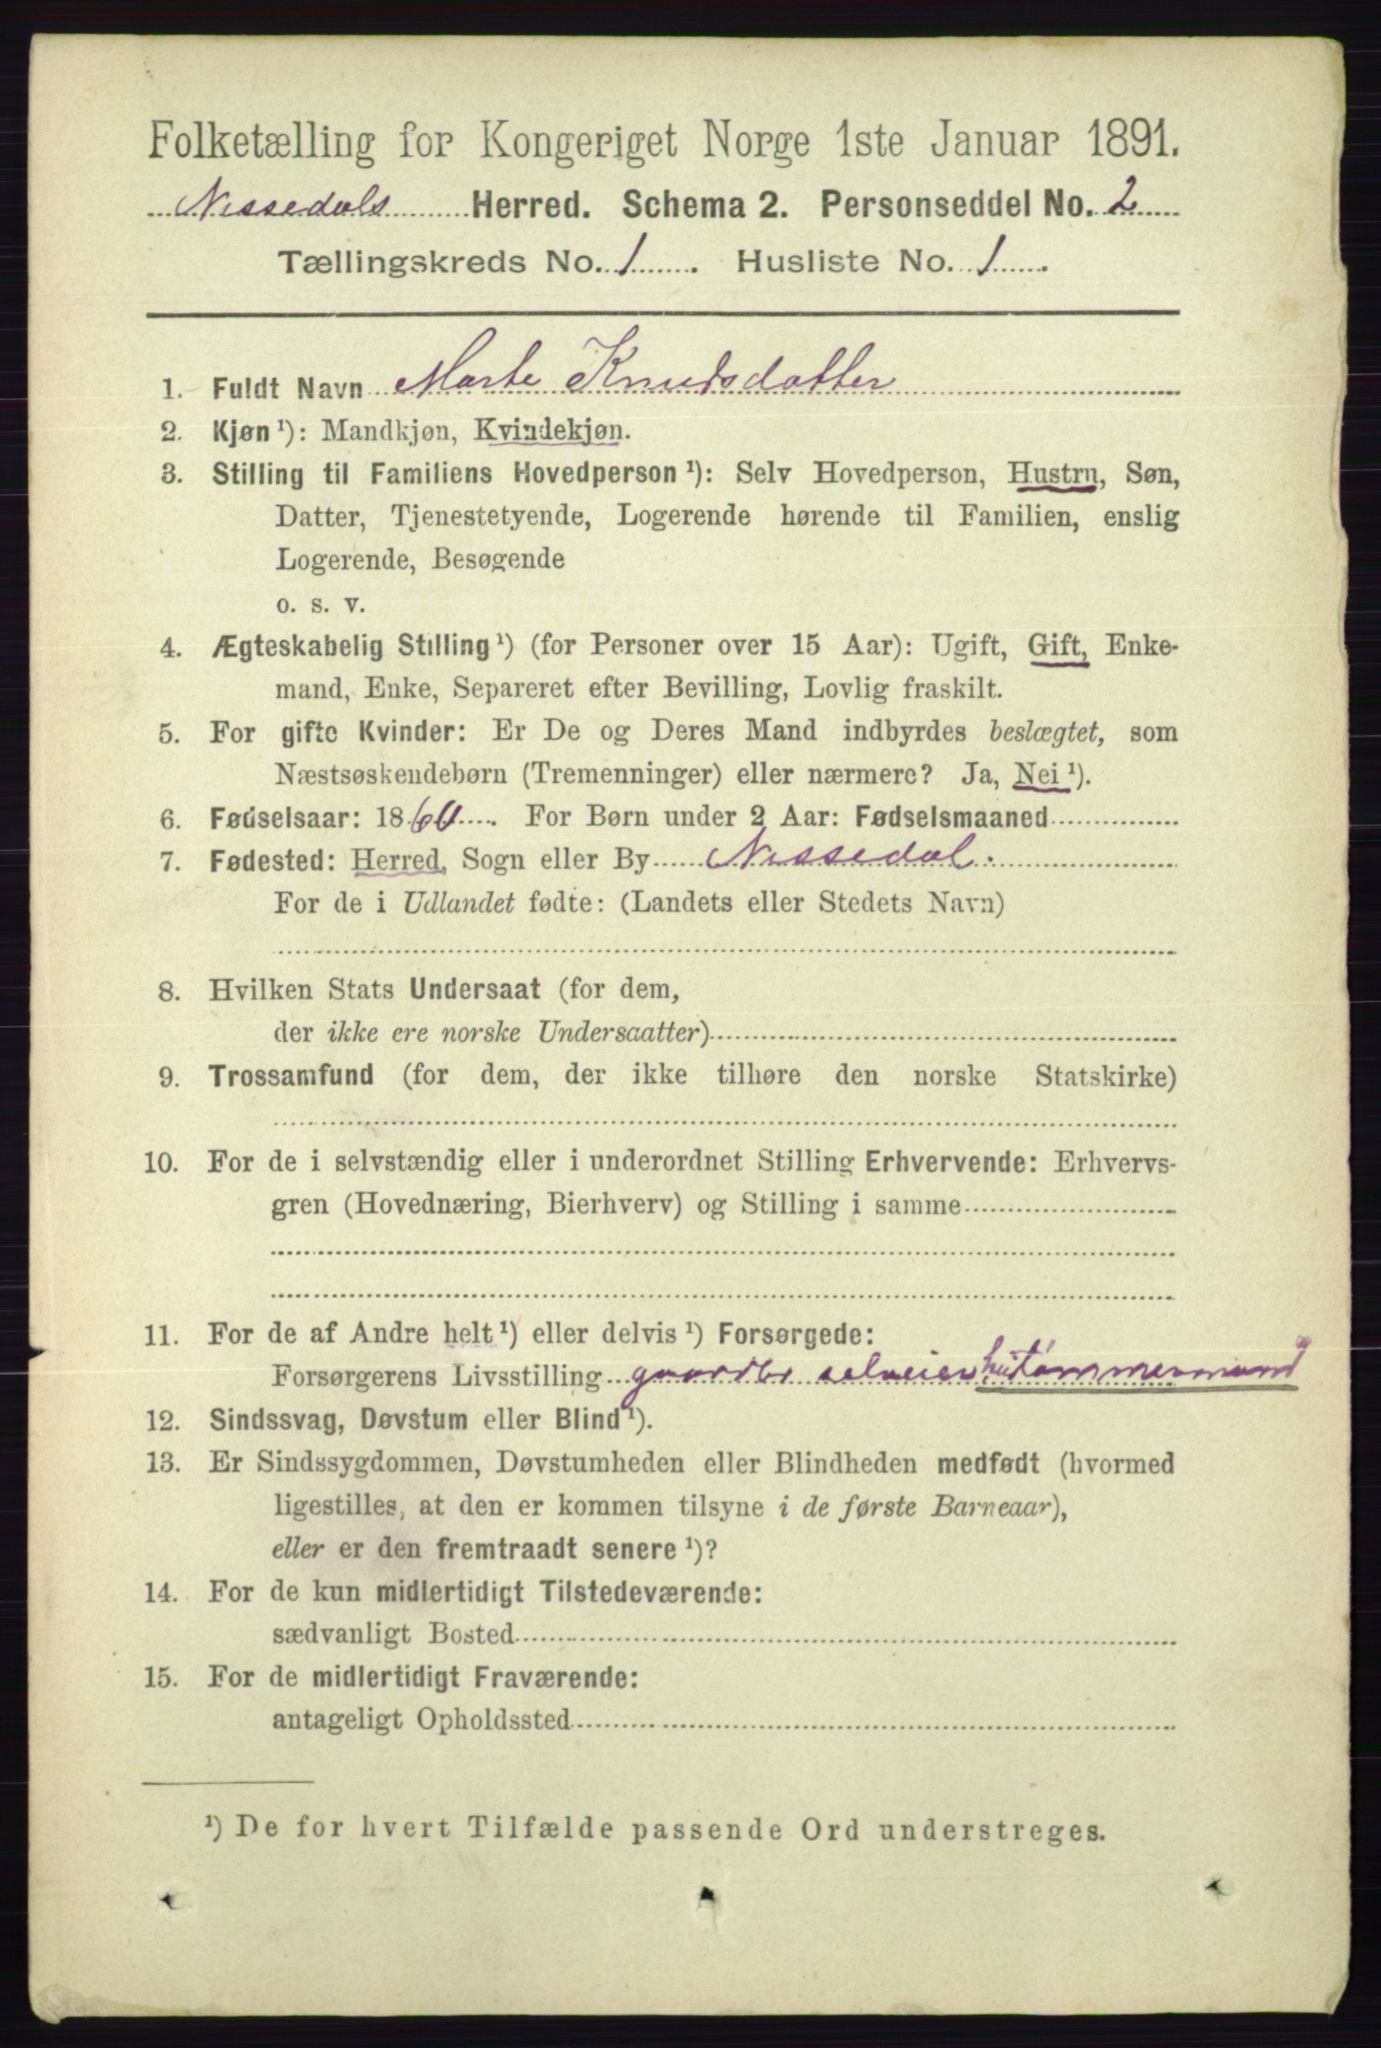 Folketælling for Kongeriget Norge 1ste Januar 1891.
Nissedals Herred. Schema 2. Personseddel No. 2
Tællingskreds No. 1. Husliste No. 1.
1. Fuldt Navn Marte Knudsdatter
2. Kjøn¹): Mandkjøn, Kvindekjøn.
3. Stilling til Familiens Hovedperson¹): Selv Hovedperson, Hustru, Søn,
Datter, Tjenestetyende, Logerende hørende til Familien, enslig
Logerende, Besøgende
o. s. v.
4. Ægteskabelig Stilling¹) (for Personer over 15 Aar): Ugift, Gift, Enke-
mand, Enke, Separeret efter Bevilling, Lovlig fraskilt.
5. For gifte Kvinder: Er De og Deres Mand indbyrdes beslægtet, som
Næstsøskendebørn (Tremenninger) eller nærmere? Ja, Nei¹).
6. Fødselsaar: 1860. For Børn under 2 Aar: Fødselsmaaned
7. Fødested: Herred, Sogn eller By Nissedal.
For de i Udlandet fødte: (Landets eller Stedets Navn)
8. Hvilken Stats Undersaat (for dem,
der ikke ere norske Undersaatter)
9. Trossamfund (for dem, der ikke tilhøre den norske Statskirke)
10. For de i selvstændig eller i underordnet Stilling Erhvervende: Erhvervs-
gren (Hovednæring, Bierhverv) og Stilling i samme
11. For de af Andre helt¹) eller delvis¹) Forsørgede:
Forsørgerens Livsstilling gaardbr selveier tømmermand
12. Sindssvag, Døvstum eller Blind¹).
13. Er Sindssygdommen, Døvstumheden eller Blindheden medfødt (hvormed
ligestilles, at den er kommen tilsyne i de første Barneaar),
eller er den fremtraadt senere¹)?
14. For de kun midlertidigt Tilstedeværende:
sædvanligt Bosted
15. For de midlertidigt Fraværende:
antageligt Opholdssted
¹) De for hvert Tilfælde passende Ord understreges.